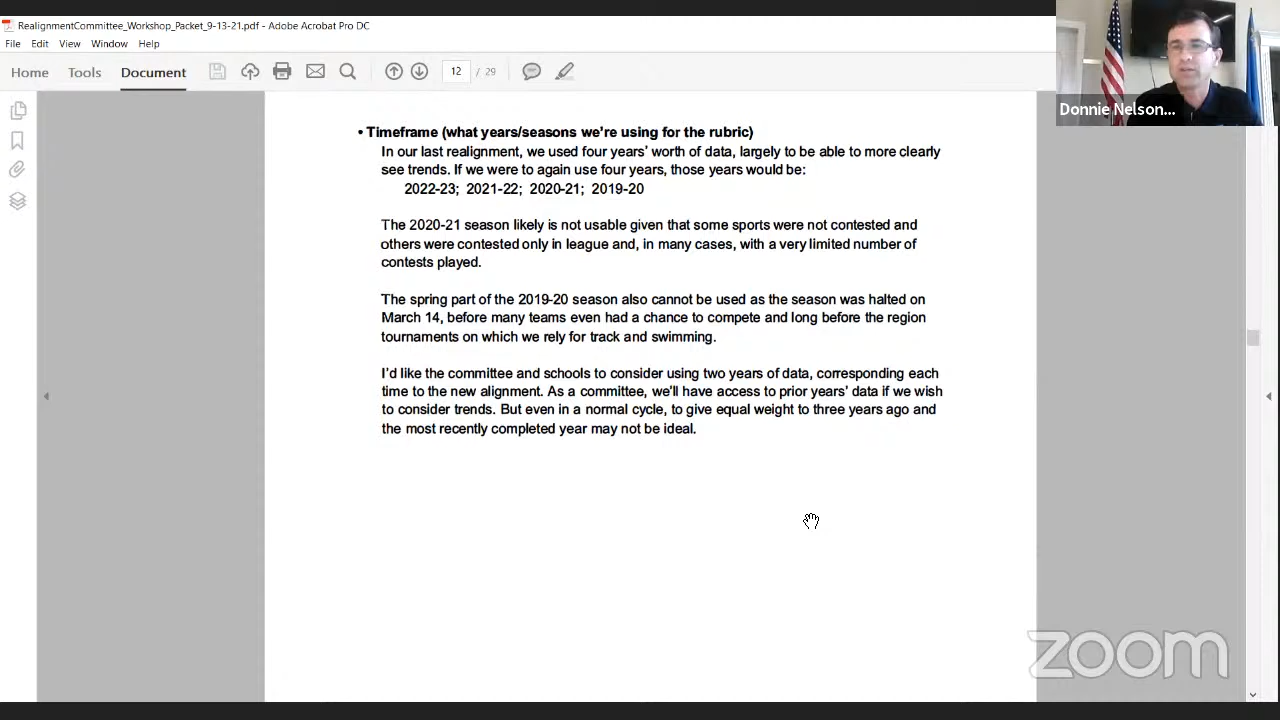 RealignmentCommittee_Workshop_Packet_9-13-21.pdf - Adobe Acrobat Pro DC
File Edit View Window Help
Home Tools Document 12 / 29
Donnie Nelson...
• Timeframe (what years/seasons we're using for the rubric)
In our last realignment, we used four years' worth of data, largely to be able to more clearly
see trends. If we were to again use four years, those years would be:
2022-23; 2021-22; 2020-21; 2019-20
The 2020-21 season likely is not usable given that some sports were not contested and
others were contested only in league and, in many cases, with a very limited number of
contests played.
The spring part of the 2019-20 season also cannot be used as the season was halted on
March 14, before many teams even had a chance to compete and long before the region
tournaments on which we rely for track and swimming.
I'd like the committee and schools to consider using two years of data, corresponding each
time to the new alignment. As a committee, we'll have access to prior years' data if we wish
to consider trends. But even in a normal cycle, to give equal weight to three years ago and
the most recently completed year may not be ideal.
zoom